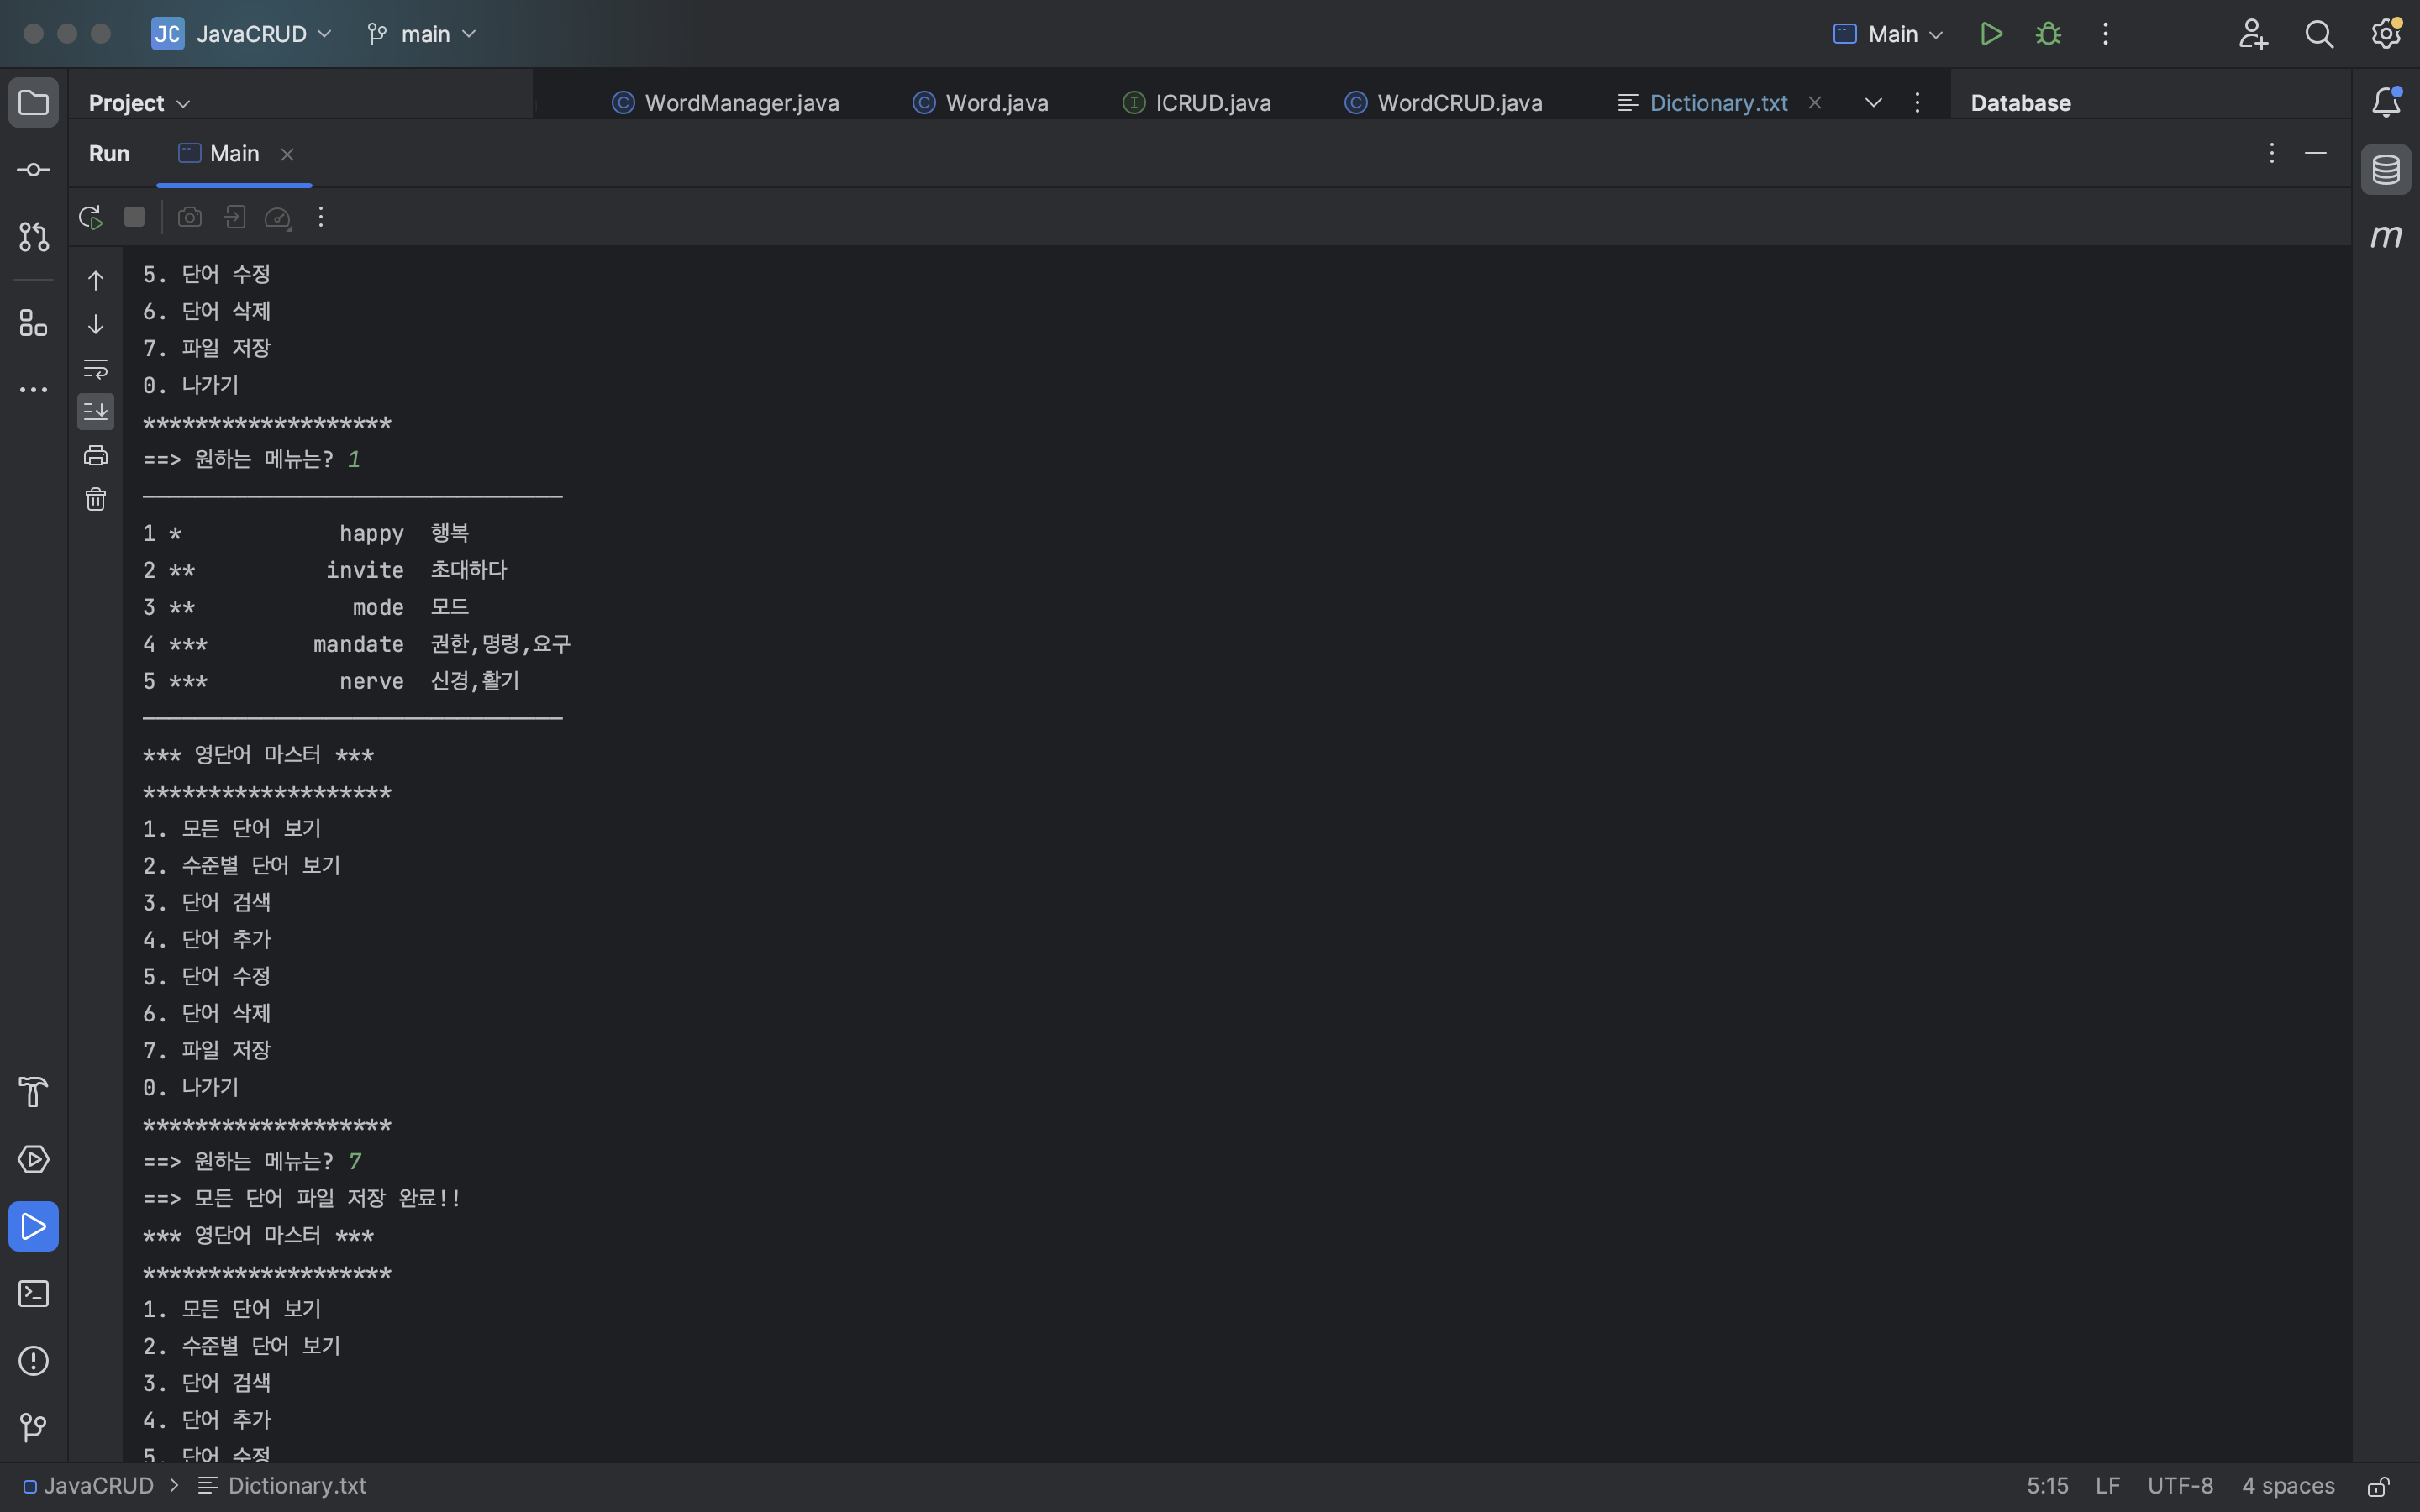 JC JavaCRUD main Main
Project WordManager.java Word.java ICRUD.java WordCRUD.java Dictionary.txt Database
Run Main
5. 단어 수정
6. 단어 삭제
7. 파일 저장
0. 나가기
*******************
==> 원하는 메뉴는? 1
--------------------------------
1 *            happy  행복
2 **          invite  초대하다
3 **            mode  모드
4 ***        mandate  권한,명령,요구
5 ***          nerve  신경,활기
--------------------------------
*** 영단어 마스터 ***
*******************
1. 모든 단어 보기
2. 수준별 단어 보기
3. 단어 검색
4. 단어 추가
5. 단어 수정
6. 단어 삭제
7. 파일 저장
0. 나가기
*******************
==> 원하는 메뉴는? 7
==> 모든 단어 파일 저장 완료!!
*** 영단어 마스터 ***
*******************
1. 모든 단어 보기
2. 수준별 단어 보기
3. 단어 검색
4. 단어 추가
5. 단어 수정
JavaCRUD > Dictionary.txt 5:15 LF UTF-8 4 spaces
m